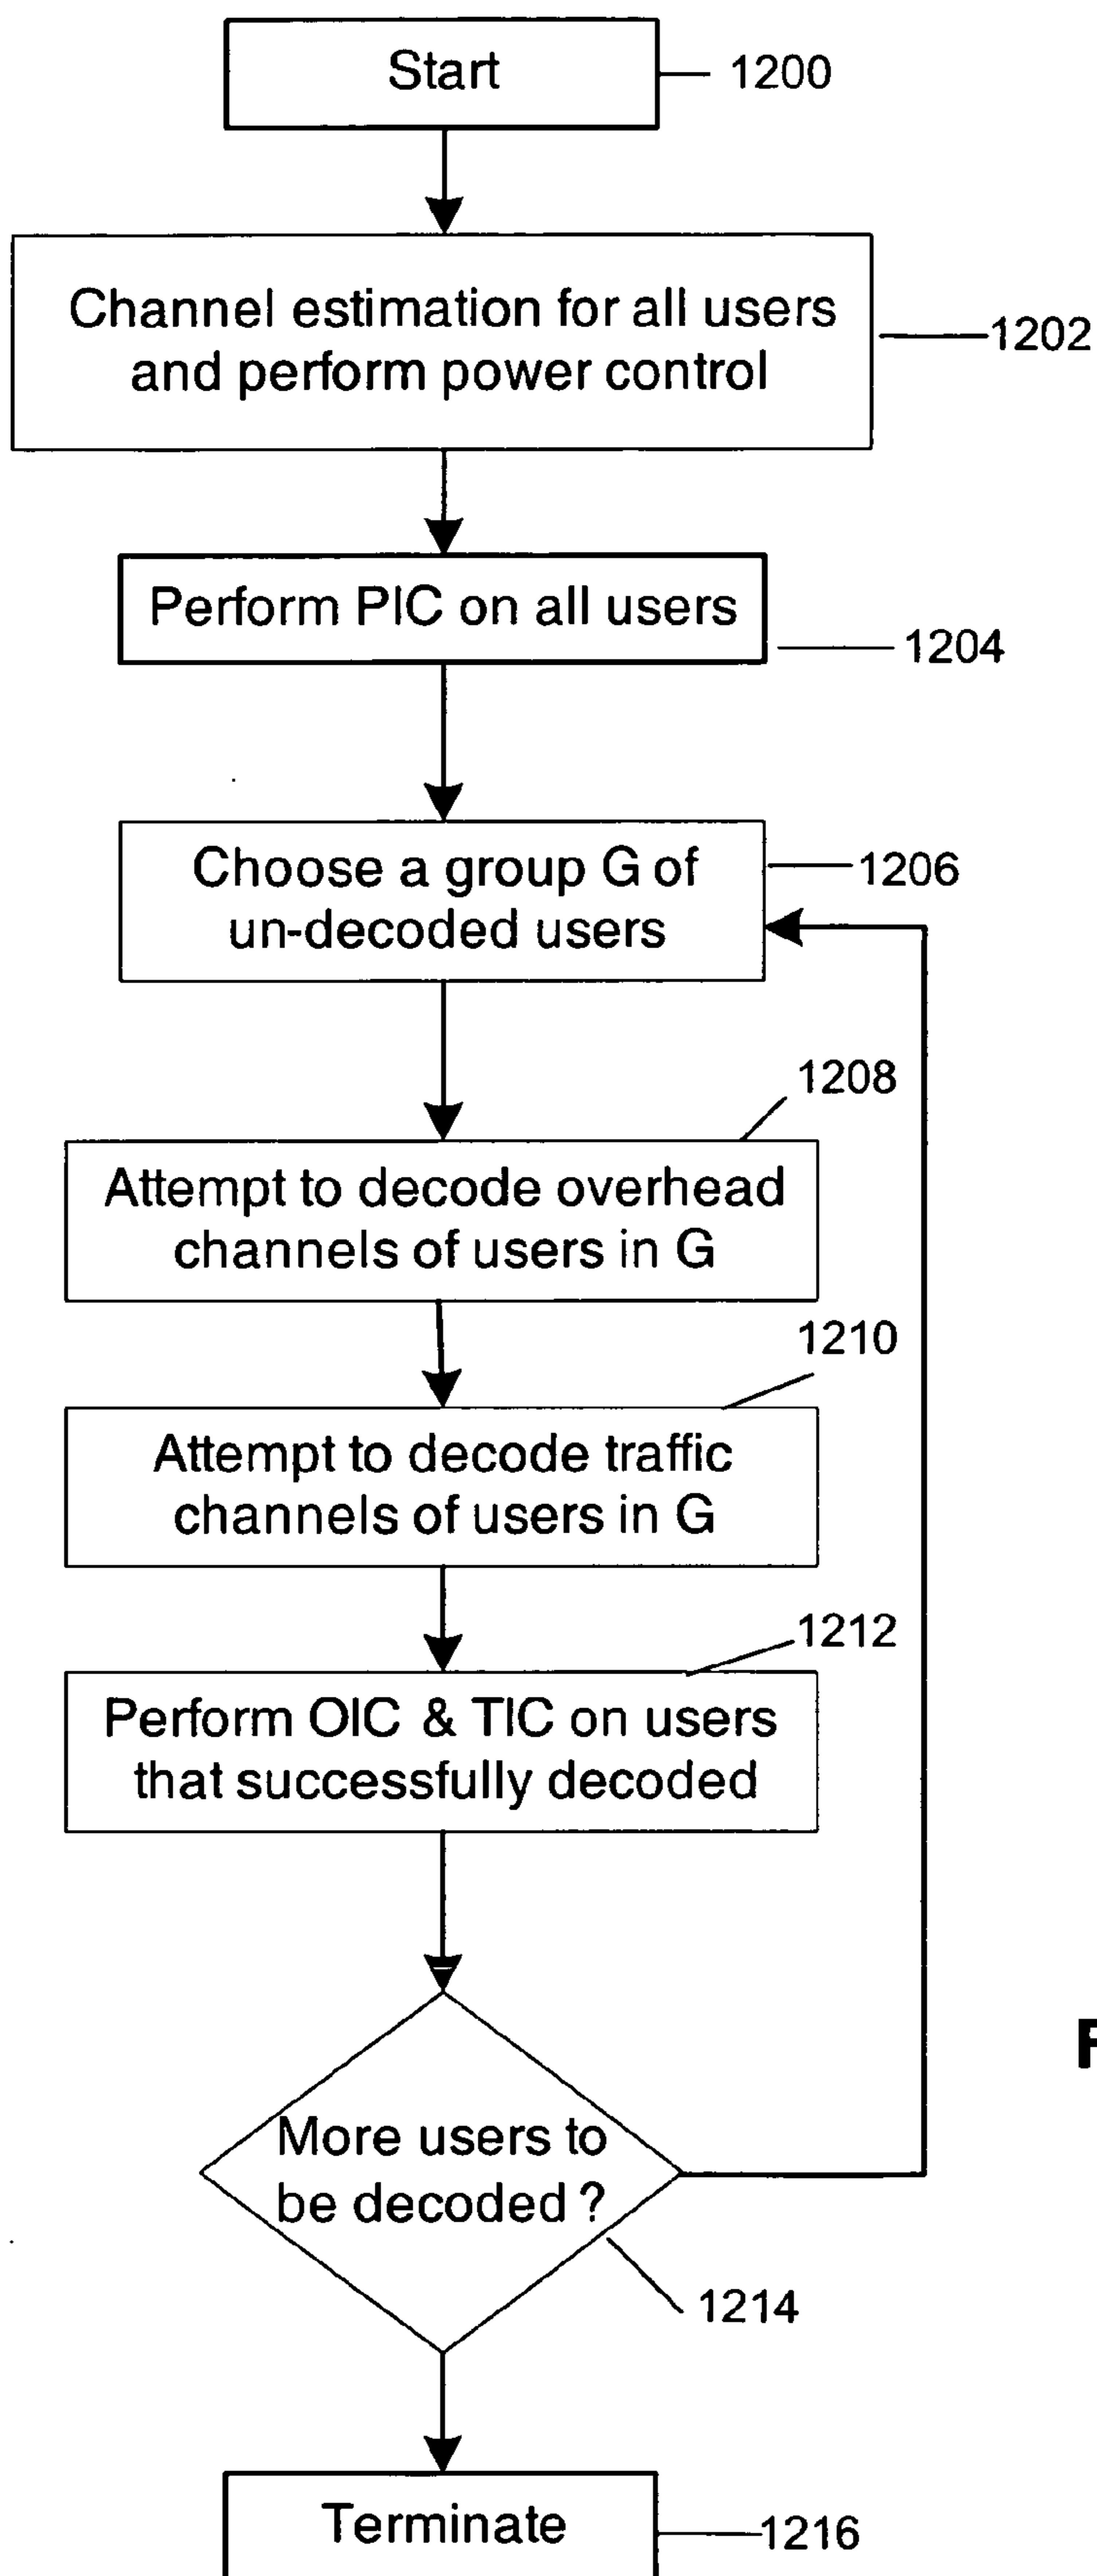 Start
1200
Channel estimation for all users
and perform power control
1202
Perform PIC on all users
1204
Choose a group G of
un-decoded users
1206
1208
Attempt to decode overhead
channels of users in G
1210
Attempt to decode traffic
channels of users in G
1212
Perform OIC & TIC on users
that successfully decoded
More users to
be decoded ?
1214
Terminate
1216